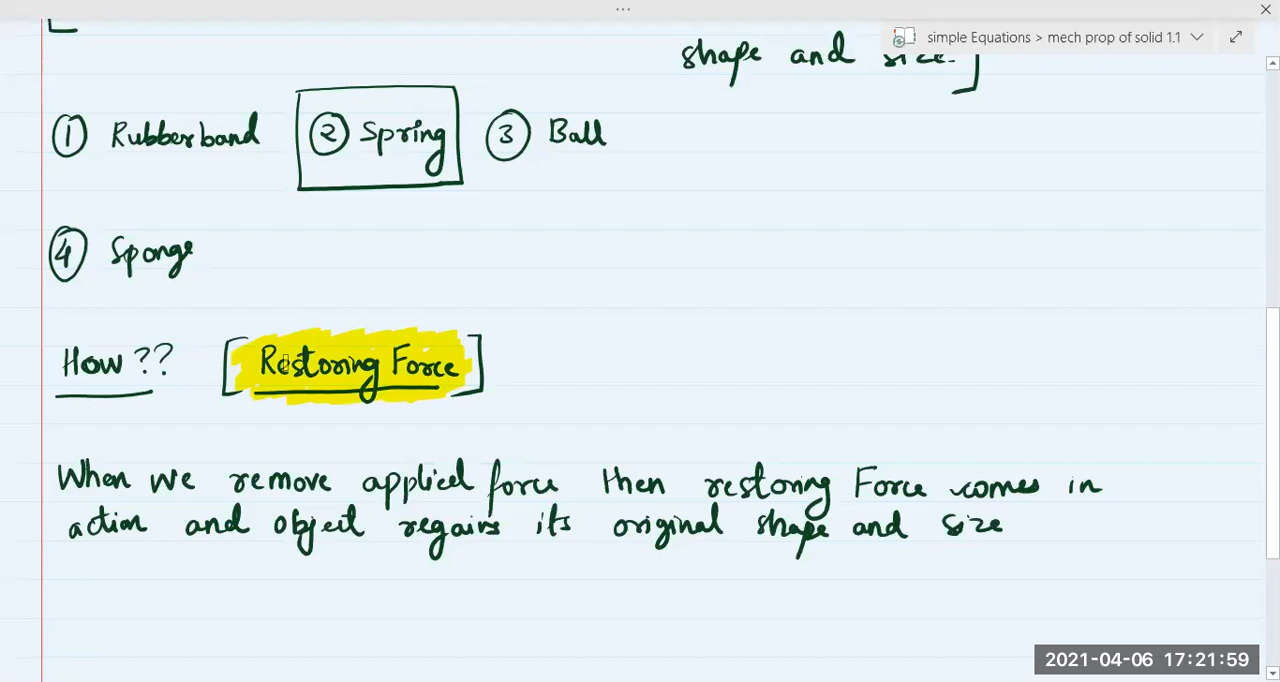 simple Equations > mech prop of solid 1.1
shape and size.]
① Rubberband ② Spring ③ Ball
④ Sponge
How ?? [Restoring Force]
When we remove applied force then restoring Force comes in
action and object regains its original shape and size
2021-04-06 17:21:59